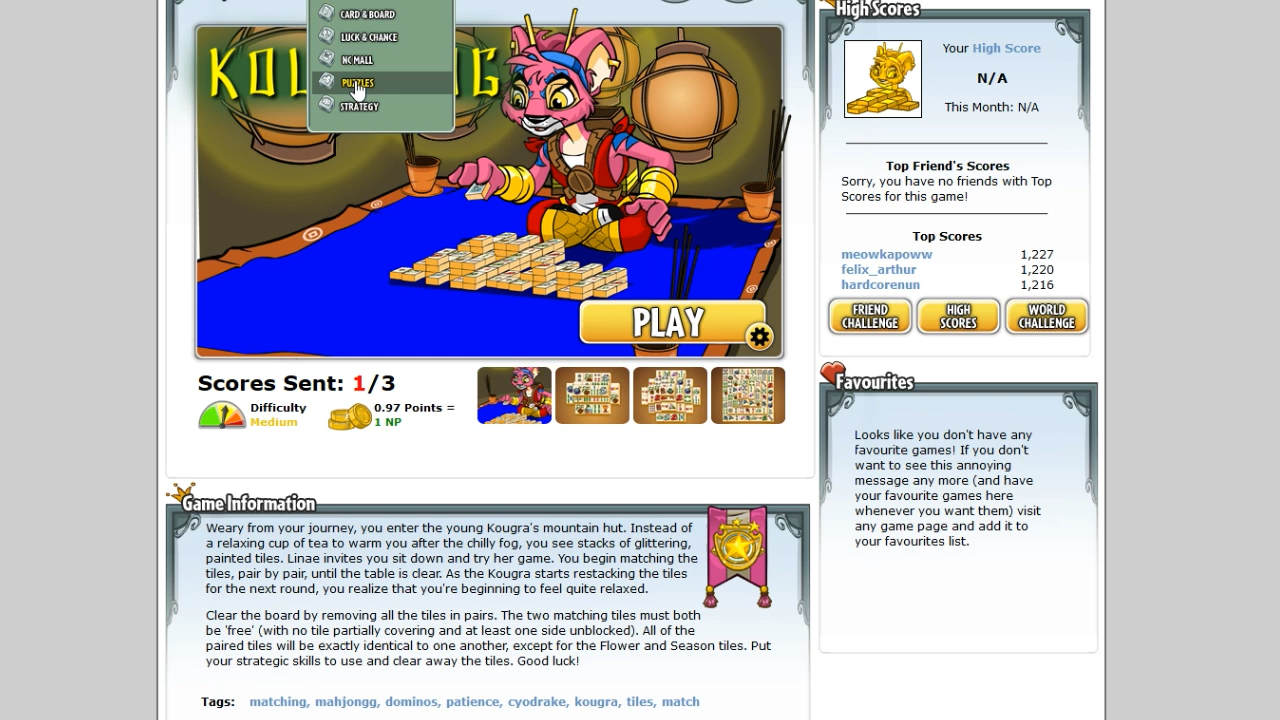 CARD & BOARD
LUCK & CHANCE
NC MALL
PUZZLES
STRATEGY
PLAY
Scores Sent: 1/3
Difficulty
Medium
0.97 Points =
1 NP
High Scores
Your High Score
N/A
This Month: N/A
Top Friend's Scores
Sorry, you have no friends with Top
Scores for this game!
Top Scores
meowkapoww 1,227
felix_arthur 1,220
hardcorenun 1,216
FRIEND CHALLENGE
HIGH SCORES
WORLD CHALLENGE
Favourites
Looks like you don't have any
favourite games! If you don't
want to see this annoying
message any more (and have
your favourite games here
whenever you want them) visit
any game page and add it to
your favourites list.
Game Information
Weary from your journey, you enter the young Kougra's mountain hut. Instead of
a relaxing cup of tea to warm you after the chilly fog, you see stacks of glittering,
painted tiles. Linae invites you sit down and try her game. You begin matching the
tiles, pair by pair, until the table is clear. As the Kougra starts restacking the tiles
for the next round, you realize that you're beginning to feel quite relaxed.
Clear the board by removing all the tiles in pairs. The two matching tiles must both
be 'free' (with no tile partially covering and at least one side unblocked). All of the
paired tiles will be exactly identical to one another, except for the Flower and Season tiles. Put
your strategic skills to use and clear away the tiles. Good luck!
Tags: matching, mahjongg, dominos, patience, cyodrake, kougra, tiles, match